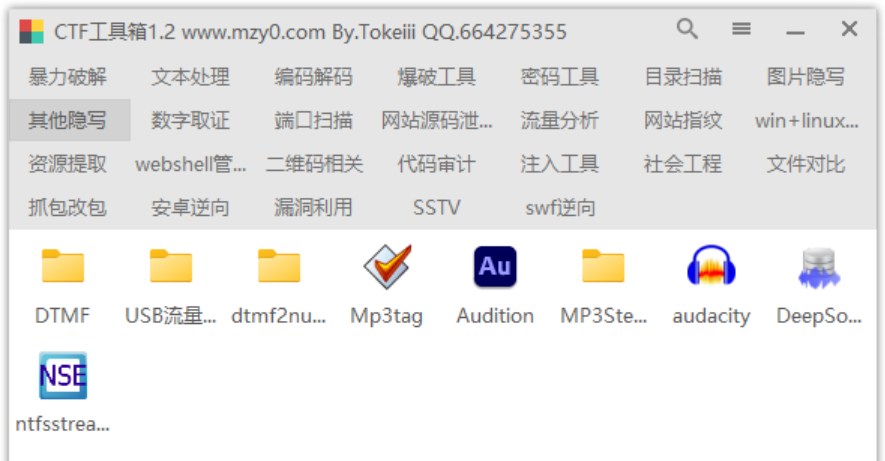 CTF工具箱1.2 www.mzy0.com By.Tokeiii QQ.664275355
暴力破解 文本处理 编码解码 爆破工具 密码工具 目录扫描 图片隐写
其他隐写 数字取证 端口扫描 网站源码泄... 流量分析 网站指纹 win+linux...
资源提取 webshell管... 二维码相关 代码审计 注入工具 社会工程 文件对比
抓包改包 安卓逆向 漏洞利用 SSTV swf逆向
Au
DTMF USB流量... dtmf2nu... Mp3tag Audition MP3Ste... audacity DeepSo...
NSE
ntfsstrea...